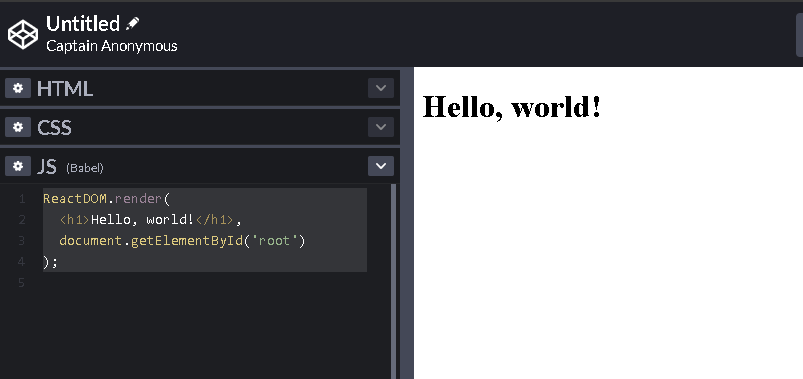 Untitled
Captain Anonymous
HTML
CSS
JS (Babel)
1 ReactDOM.render(
2 <h1>Hello, world!</h1>,
3 document.getElementById('root')
4 );
5
Hello, world!